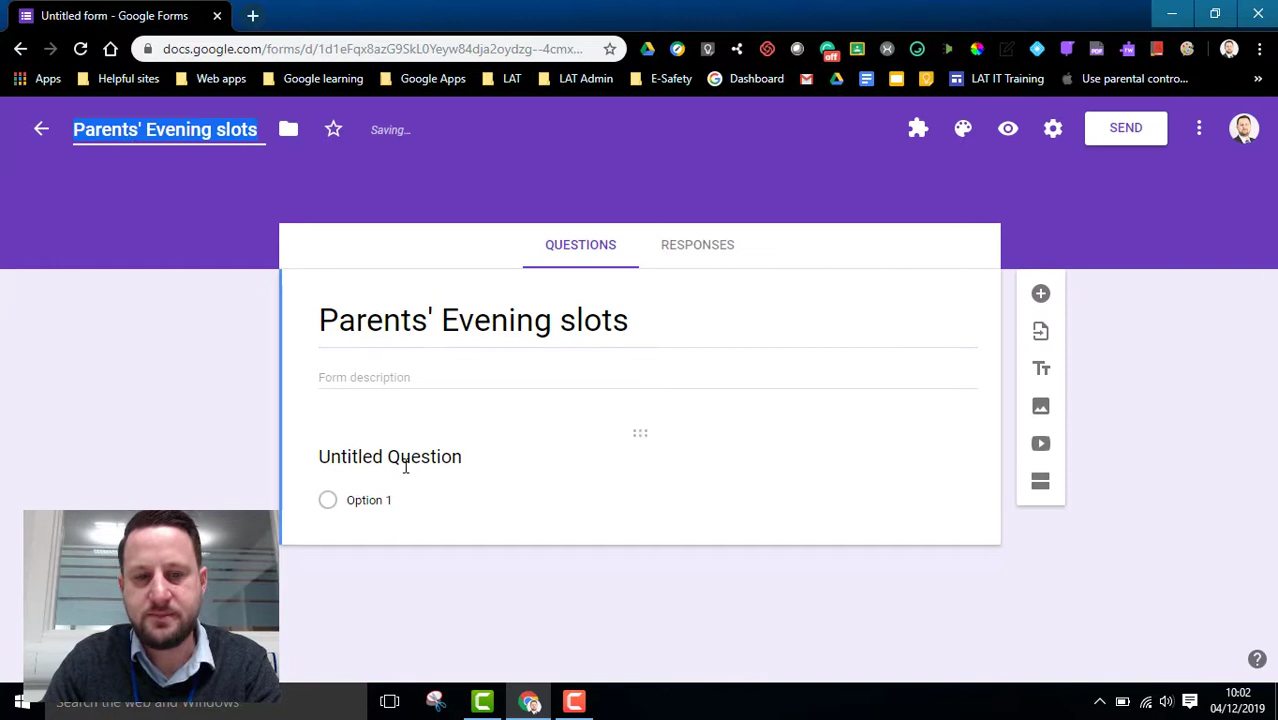 Untitled form - Google Forms
docs.google.com/forms/d/1d1eFqx8azG9SkL0Yeyw84dja2oydzg--4cmx...
off
Apps Helpful sites Web apps Google learning Google Apps LAT LAT Admin E-Safety Dashboard LAT IT Training Use parental contro... »
Parents' Evening slots Saving... SEND
QUESTIONS RESPONSES
Parents' Evening slots
Form description
Untitled Question
Option 1
Search the web and Windows
10:02
04/12/2019